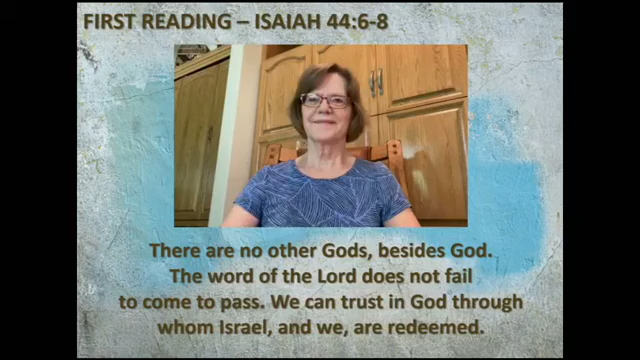 FIRST READING – ISAIAH 44:6-8
There are no other Gods, besides God.
The word of the Lord does not fail
to come to pass. We can trust in God through
whom Israel, and we, are redeemed.